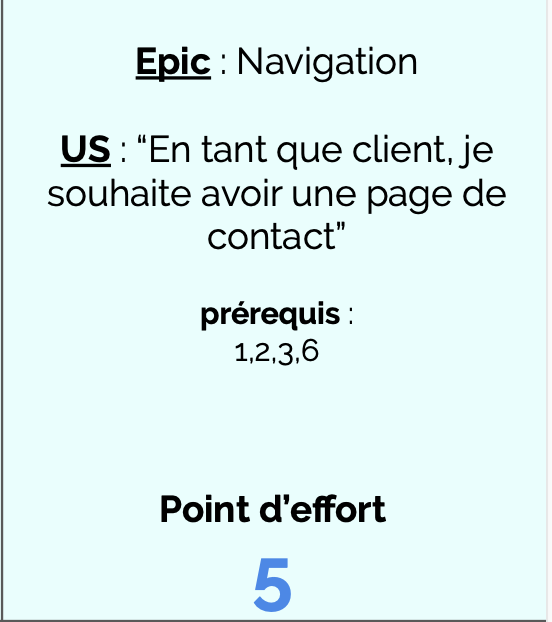 Epic : Navigation
US : “En tant que client, je
souhaite avoir une page de
contact”
prérequis :
1,2,3,6
Point d’effort
5